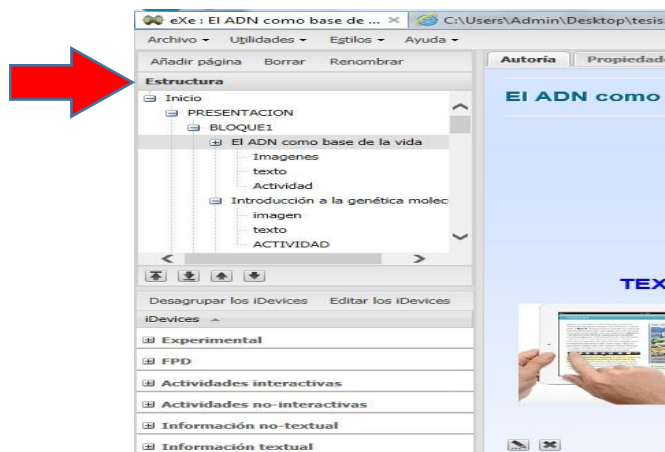 eXe : El ADN como base de ... C:\Users\Admin\Desktop\tesis
Archivo Utilidades Estilos Ayuda
Añadir página Borrar Renombrar
Estructura
Inicio
PRESENTACION
BLOQUE1
El ADN como base de la vida
Imagenes
texto
Actividad
Introducción a la genética molec
imagen
texto
ACTIVIDAD
Desagrupar los iDevices Editar los iDevices
iDevices
Experimental
FPD
Actividades interactivas
Actividades no-interactivas
Información no-textual
Información textual
Autoría Propiedade
El ADN como
TEX